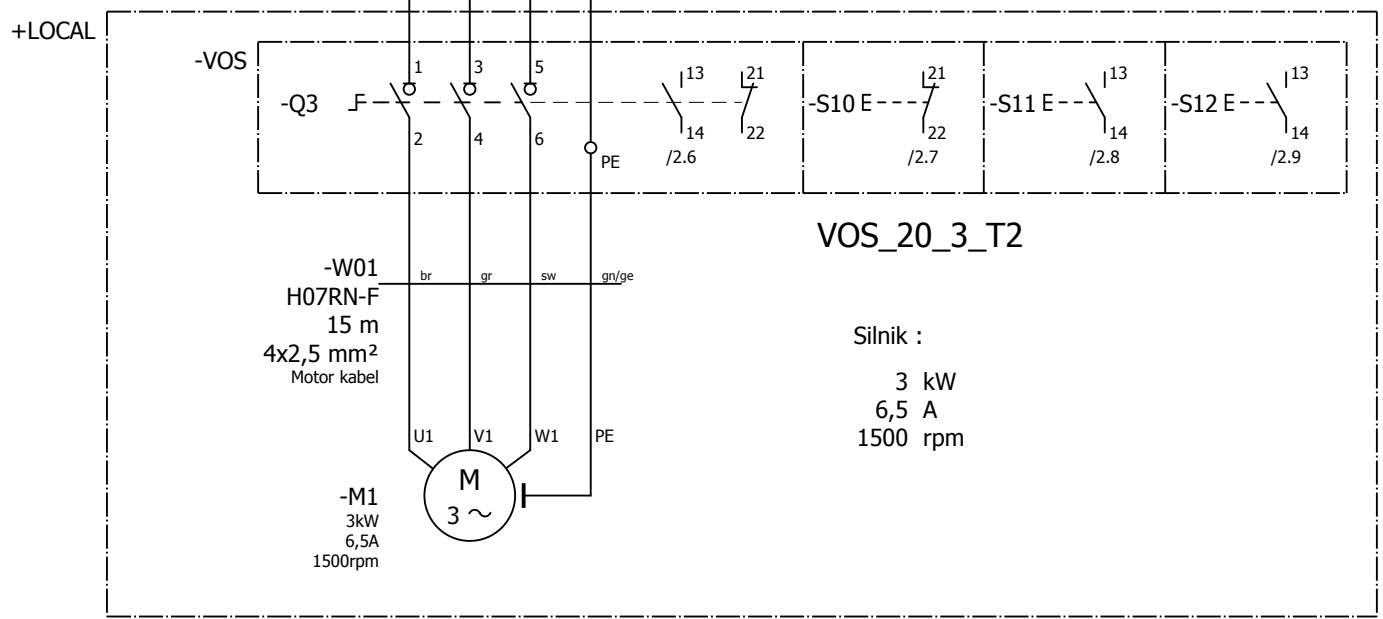 +LOCAL
-VOS
-Q3
1
3
5
2
4
6
PE
13
14
/2.6
21
22
-S10 E
21
22
/2.7
-S11 E
13
14
/2.8
-S12 E
13
14
/2.9
VOS_20_3_T2
-W01
H07RN-F
15 m
4x2,5 mm²
Motor kabel
br
gr
sw
gn/ge
Silnik :
3 kW
6,5 A
1500 rpm
U1
V1
W1
PE
-M1
3kW
6,5A
1500rpm
M
3 ~